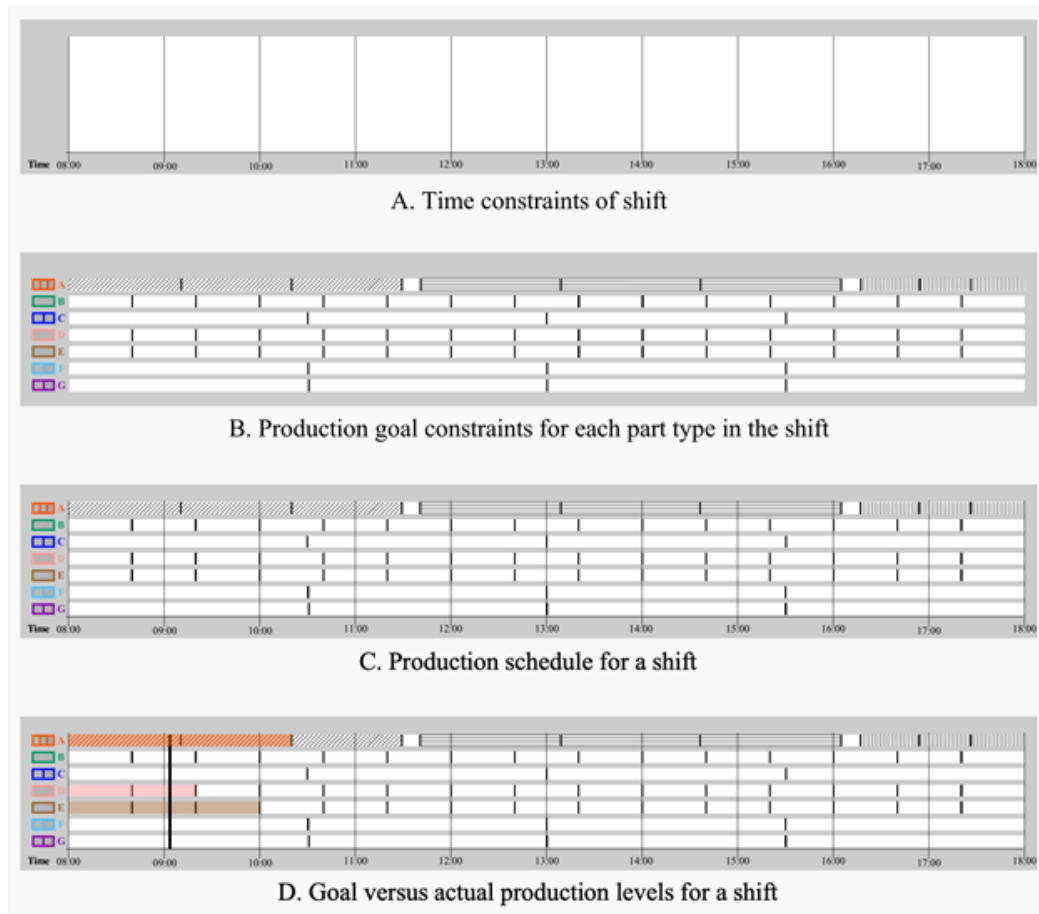 Time 08:00 09:00 10:00 11:00 12:00 13:00 14:00 15:00 16:00 17:00 18:00
A. Time constraints of shift
A
B
C
D
E
F
G
B. Production goal constraints for each part type in the shift
A
B
C
D
E
F
G
Time 08:00 09:00 10:00 11:00 12:00 13:00 14:00 15:00 16:00 17:00 18:00
C. Production schedule for a shift
A
B
C
D
E
F
G
Time 08:00 09:00 10:00 11:00 12:00 13:00 14:00 15:00 16:00 17:00 18:00
D. Goal versus actual production levels for a shift